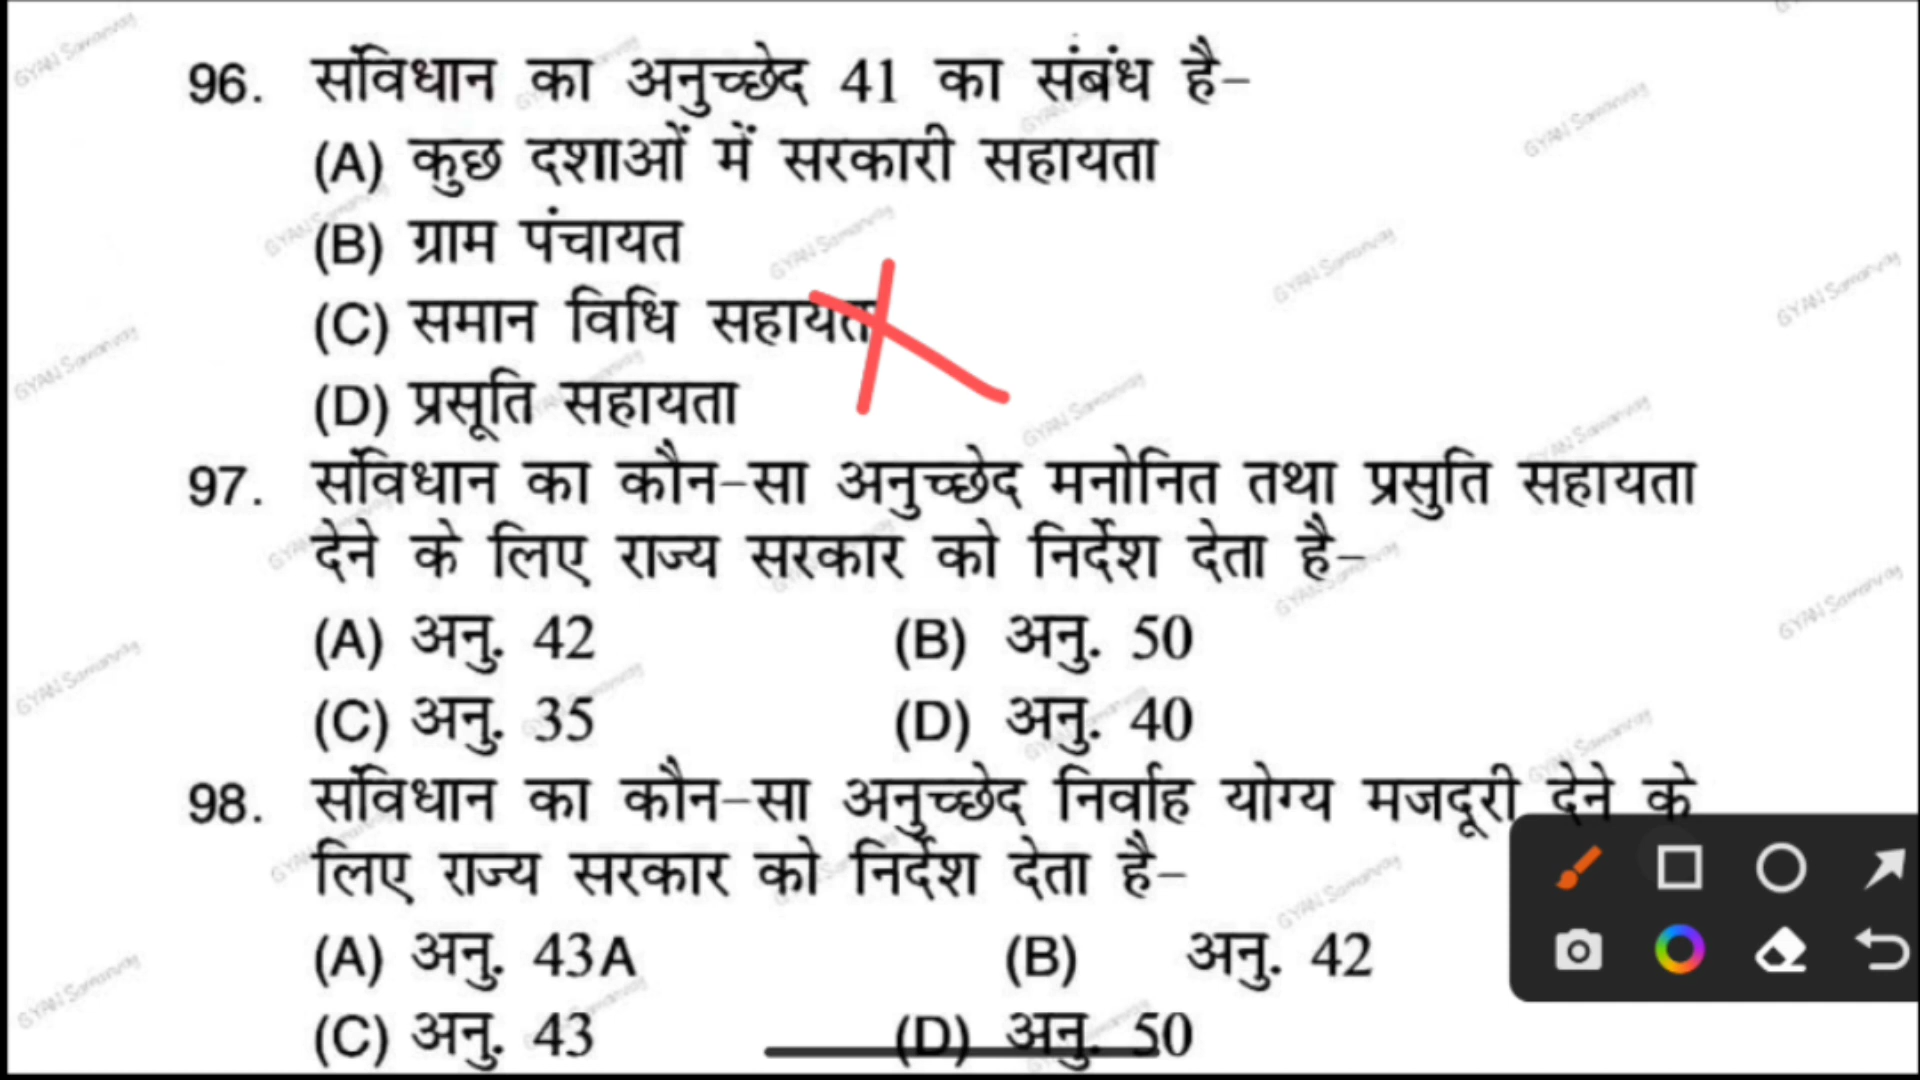 96. संविधान का अनुच्छेद 41 का संबंध है–
(A) कुछ दशाओं में सरकारी सहायता
(B) ग्राम पंचायत
(C) समान विधि सहायता
(D) प्रसूति सहायता
97. संविधान का कौन-सा अनुच्छेद मनोनित तथा प्रसुति सहायता
देने के लिए राज्य सरकार को निर्देश देता है–
(A) अनु. 42 (B) अनु. 50
(C) अनु. 35 (D) अनु. 40
98. संविधान का कौन-सा अनुच्छेद निर्वाह योग्य मजदूरी देने के
लिए राज्य सरकार को निर्देश देता है–
(A) अनु. 43A (B) अनु. 42
(C) अनु. 43 (D) अनु. 50